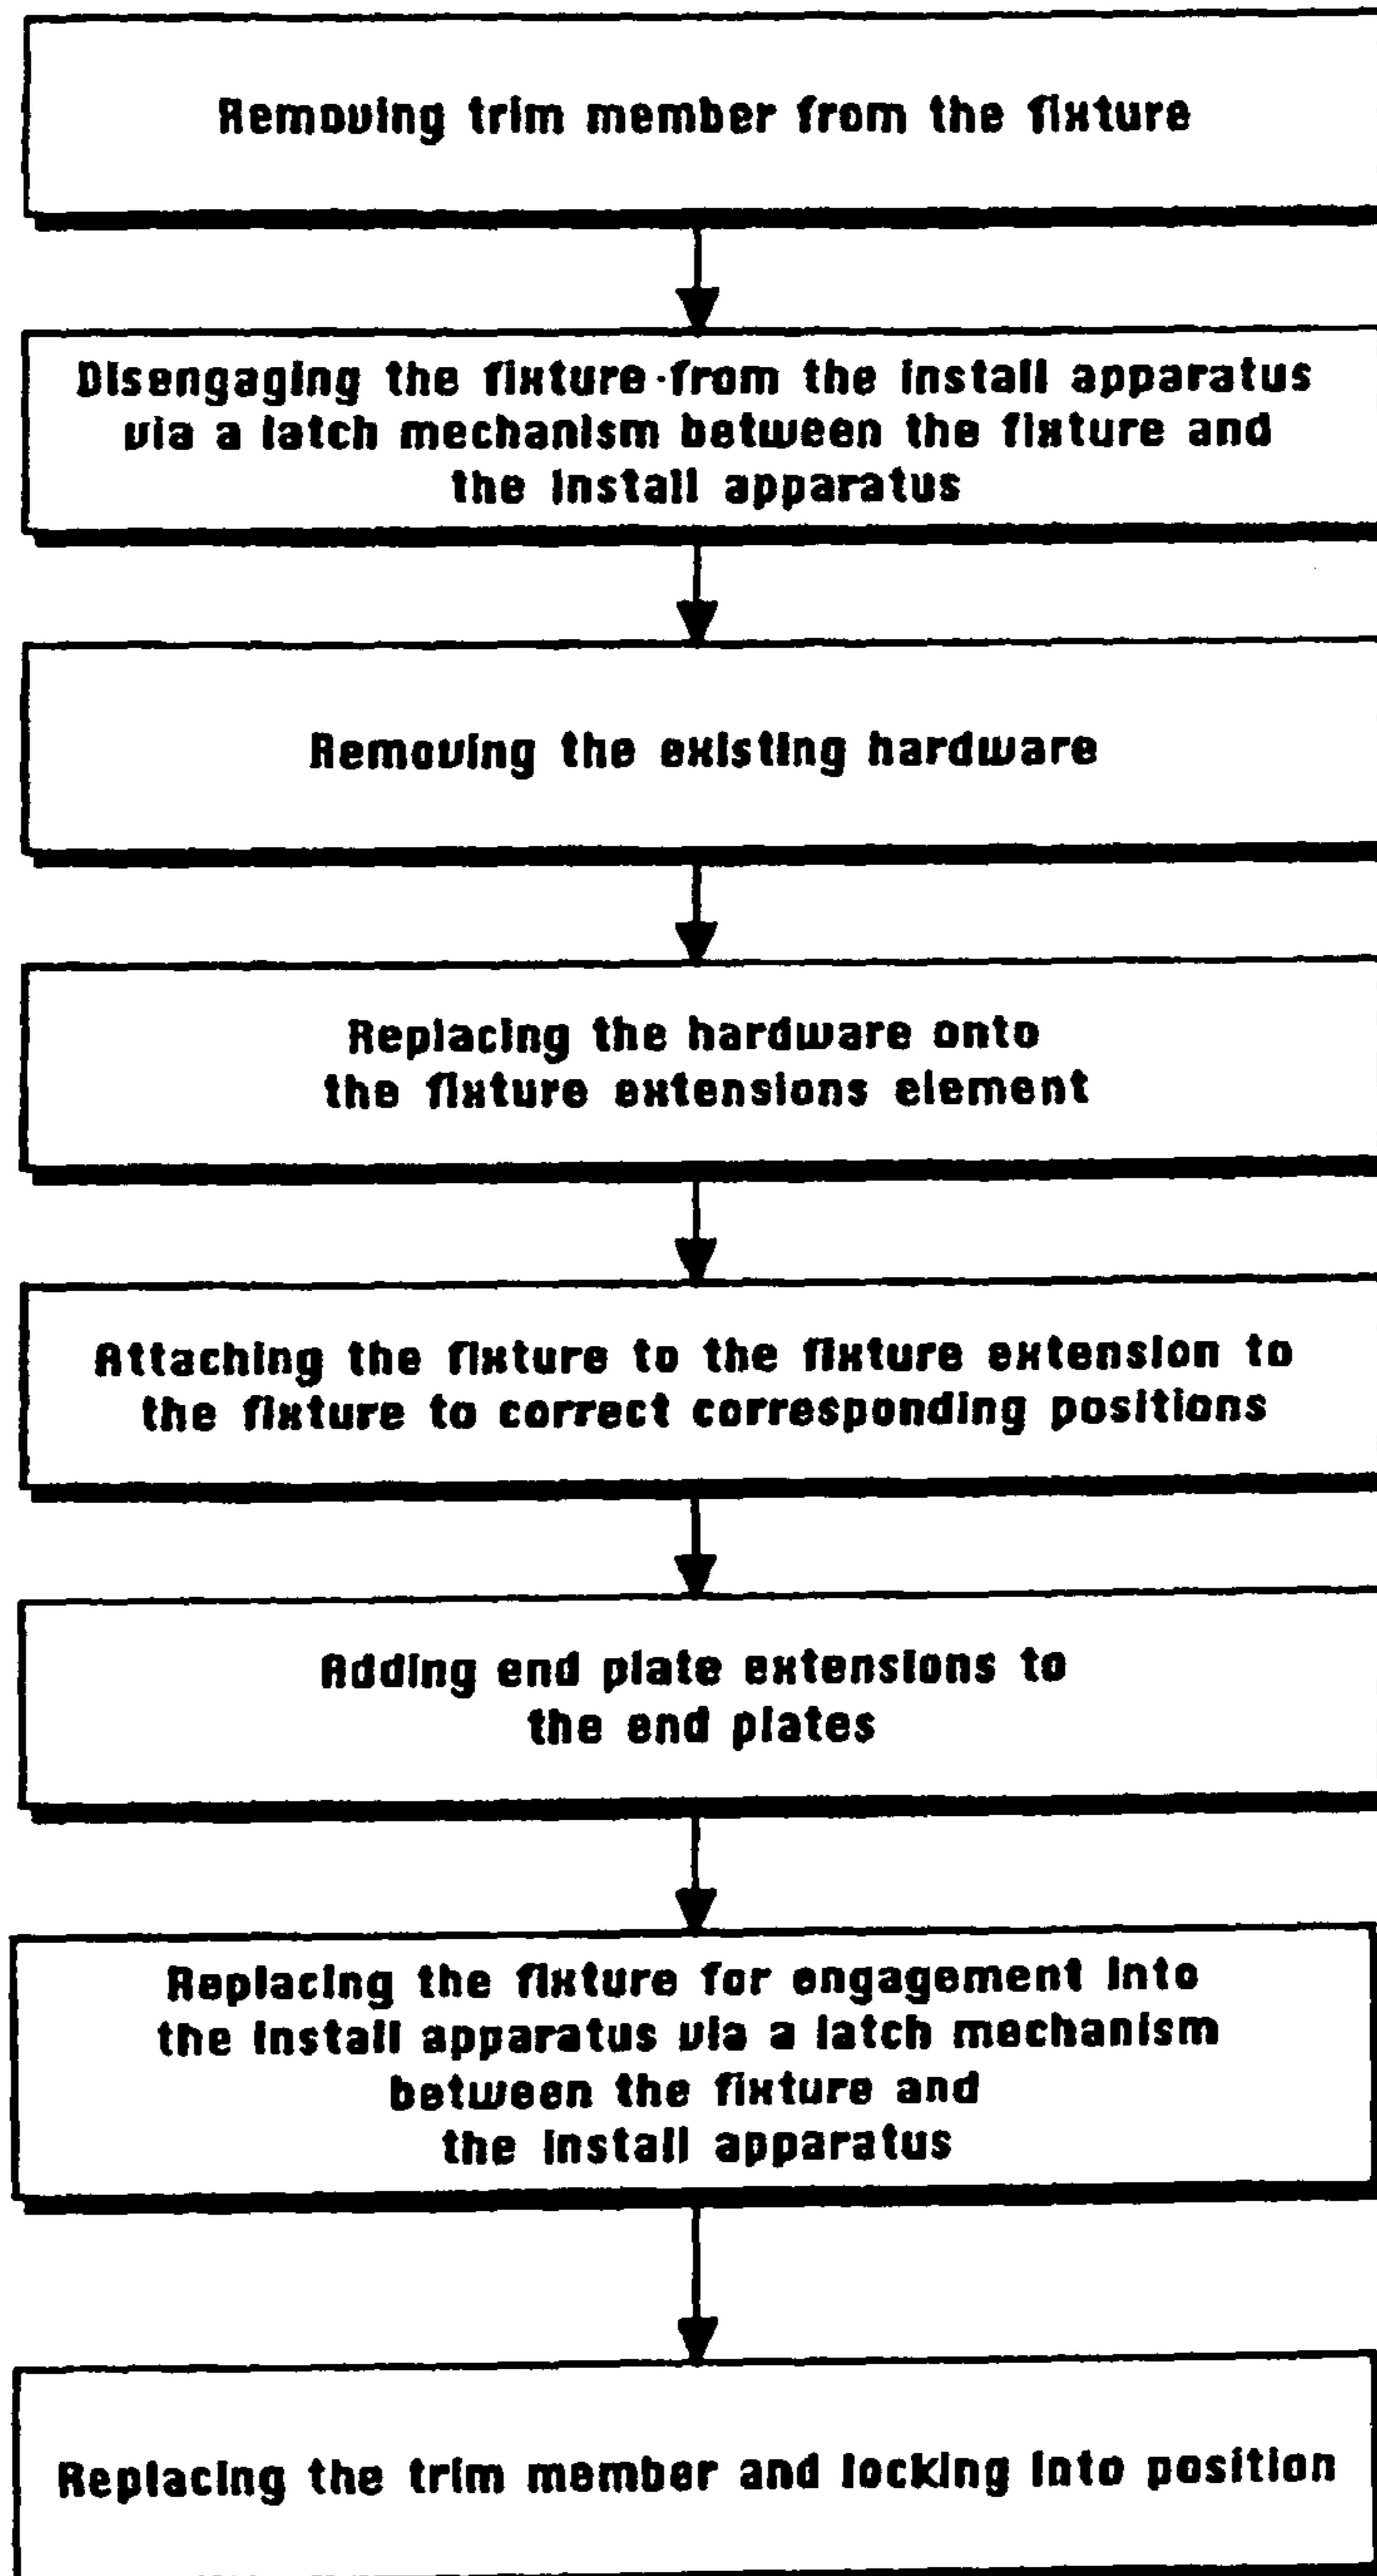 Removing trim member from the fixture
Disengaging the fixture·from the install apparatus
via a latch mechanism between the fixture and
the install apparatus
Removing the existing hardware
Replacing the hardware onto
the fixture extensions element
Attaching the fixture to the fixture extension to
the fixture to correct corresponding positions
Adding end plate extensions to
the end plates
Replacing the fixture for engagement into
the install apparatus via a latch mechanism
between the fixture and
the install apparatus
Replacing the trim member and locking into position